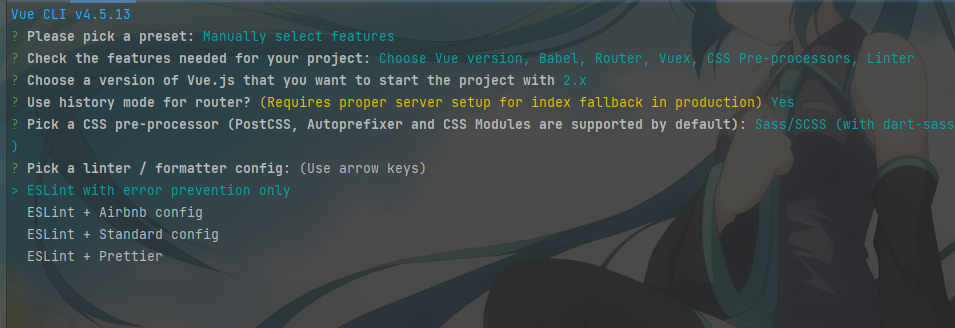 Vue CLI v4.5.13
? Please pick a preset: Manually select features
? Check the features needed for your project: Choose Vue version, Babel, Router, Vuex, CSS Pre-processors, Linter
? Choose a version of Vue.js that you want to start the project with 2.x
? Use history mode for router? (Requires proper server setup for index fallback in production) Yes
? Pick a CSS pre-processor (PostCSS, Autoprefixer and CSS Modules are supported by default): Sass/SCSS (with dart-sass
)
? Pick a linter / formatter config: (Use arrow keys)
> ESLint with error prevention only
ESLint + Airbnb config
ESLint + Standard config
ESLint + Prettier